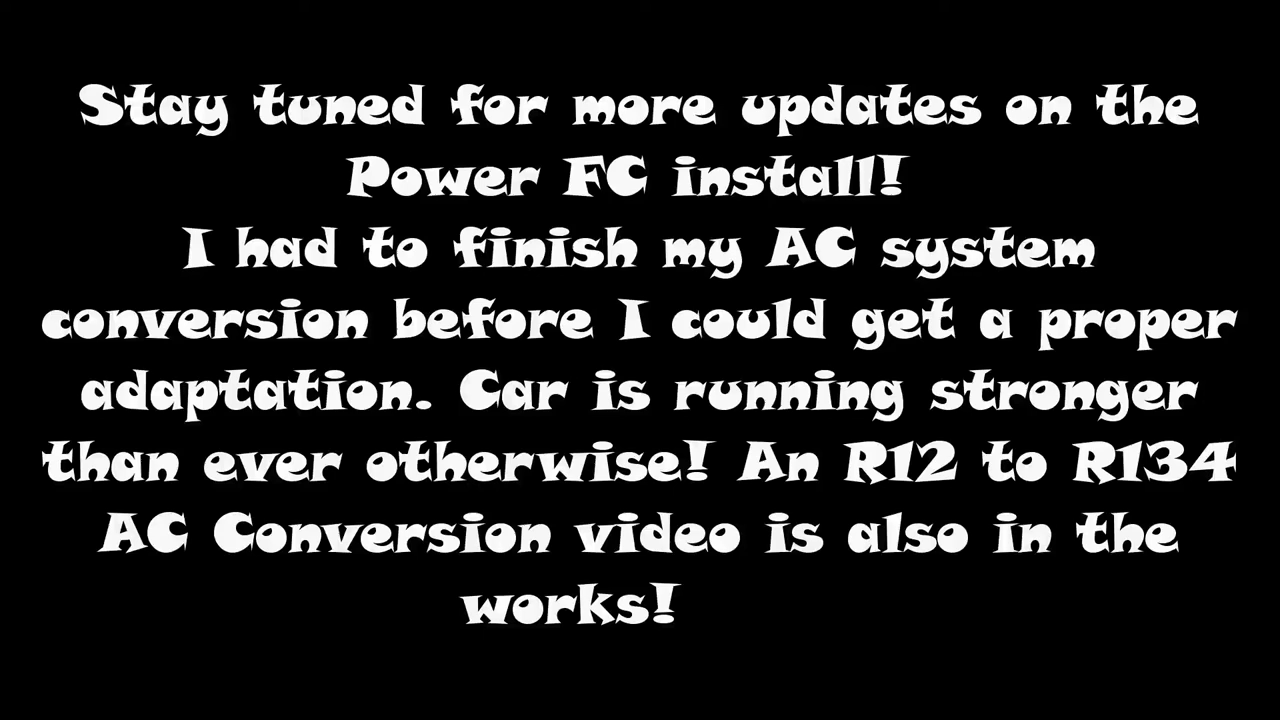 Stay tuned for more updates on the
Power FC install!
I had to finish my AC system
conversion before I could get a proper
adaptation. Car is running stronger
than ever otherwise! An R12 to R134
AC Conversion video is also in the
works!